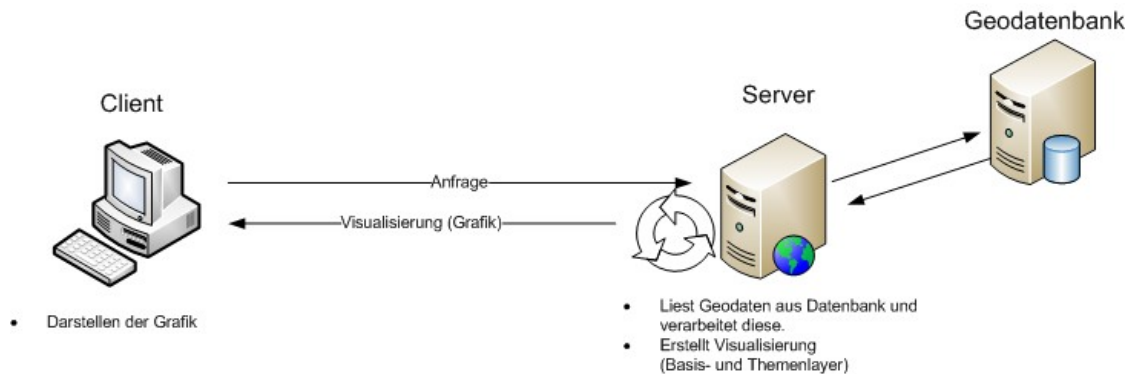 Geodatenbank
Server
Client
Anfrage
Visualisierung (Grafik)
• Darstellen der Grafik
• Liest Geodaten aus Datenbank und
verarbeitet diese.
• Erstellt Visualisierung
(Basis- und Themenlayer)